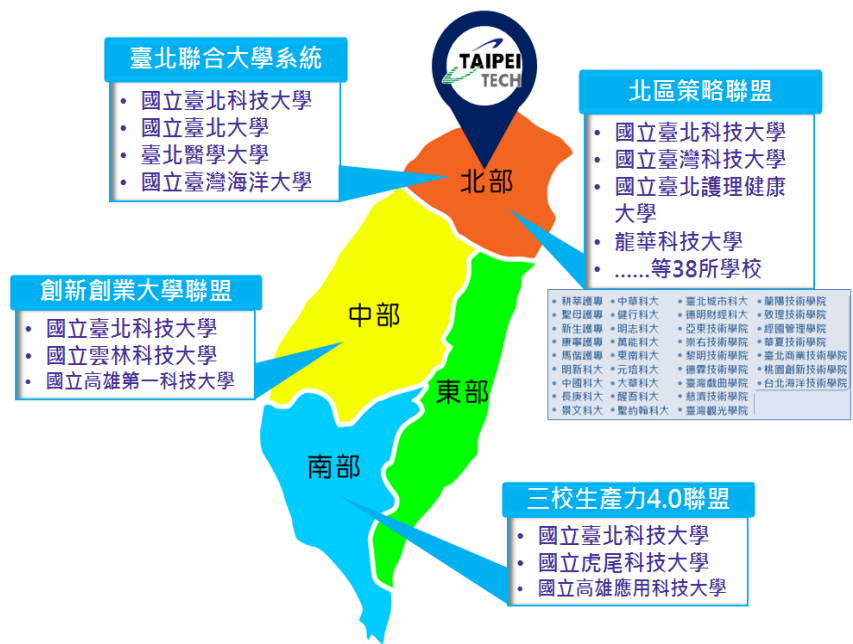 TAIPEI
TECH
臺北聯合大學系統
• 國立臺北科技大學
• 國立臺北大學
• 臺北醫學大學
• 國立臺灣海洋大學
北區策略聯盟
• 國立臺北科技大學
• 國立臺灣科技大學
• 國立臺北護理健康
大學
• 龍華科技大學
• ……等38所學校
• 耕莘護專 • 中華科大 • 臺北城市科大 • 蘭陽技術學院
• 聖母護專 • 健行科大 • 德明財經科大 • 致理技術學院
• 新生護專 • 明志科大 • 亞東技術學院 • 經國管理學院
• 康寧護專 • 萬能科大 • 崇右技術學院 • 華夏技術學院
• 馬偕護專 • 東南科大 • 黎明技術學院 • 臺北商業技術學院
• 明新科大 • 元培科大 • 德霖技術學院 • 桃園創新技術學院
• 中國科大 • 大華科大 • 臺灣戲曲學院 • 台北海洋技術學院
• 長庚科大 • 醒吾科大 • 慈濟技術學院
• 景文科大 • 聖約翰科大 • 臺灣觀光學院
北部
創新創業大學聯盟
• 國立臺北科技大學
• 國立雲林科技大學
• 國立高雄第一科技大學
中部
東部
南部
三校生產力4.0聯盟
• 國立臺北科技大學
• 國立虎尾科技大學
• 國立高雄應用科技大學